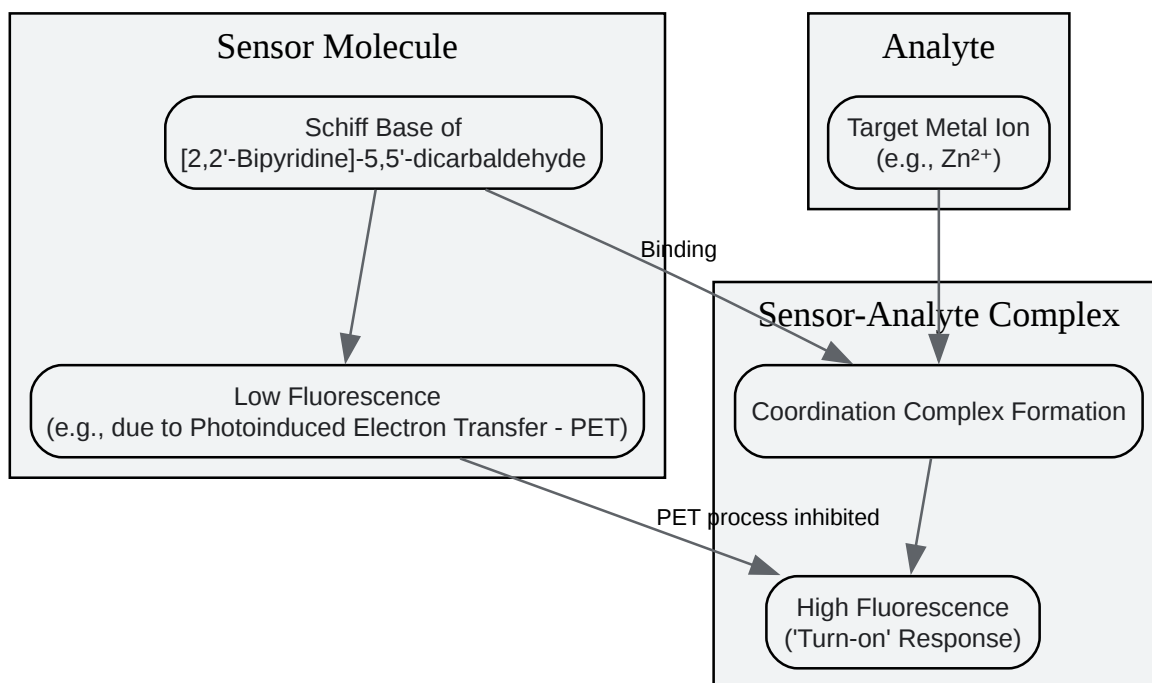 Sensor Molecule
Analyte
Schiff Base of
[2,2'-Bipyridine]-5,5'-dicarbaldehyde
Target Metal Ion
(e.g., Zn²⁺)
Binding
Sensor-Analyte Complex
Low Fluorescence
(e.g., due to Photoinduced Electron Transfer - PET)
Coordination Complex Formation
PET process inhibited
High Fluorescence
('Turn-on' Response)